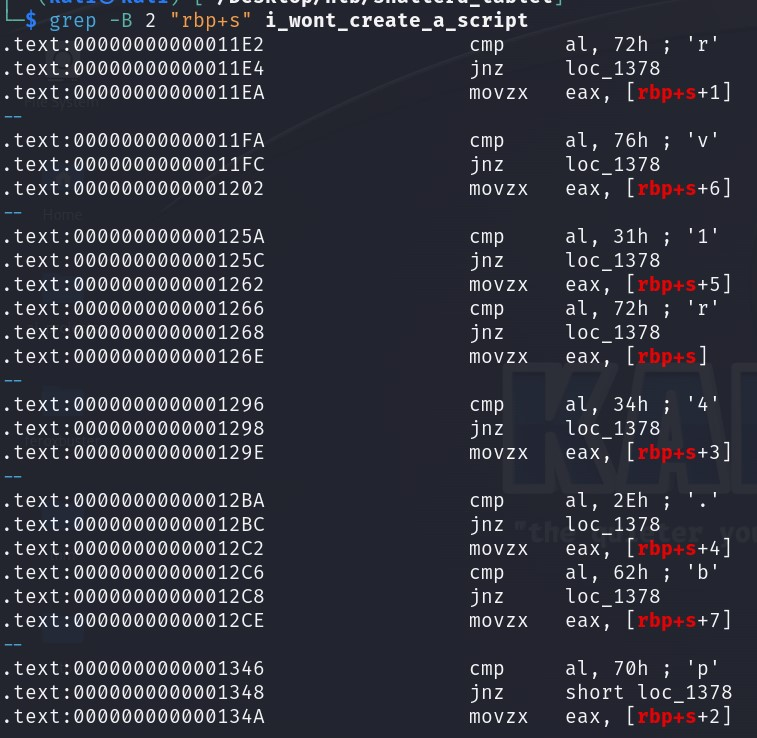 └─$ grep -B 2 "rbp+s" i_wont_create_a_script
.text:00000000000011E2                 cmp     al, 72h ; 'r'
.text:00000000000011E4                 jnz     loc_1378
.text:00000000000011EA                 movzx   eax, [rbp+s+1]
--
.text:00000000000011FA                 cmp     al, 76h ; 'v'
.text:00000000000011FC                 jnz     loc_1378
.text:0000000000001202                 movzx   eax, [rbp+s+6]
--
.text:000000000000125A                 cmp     al, 31h ; '1'
.text:000000000000125C                 jnz     loc_1378
.text:0000000000001262                 movzx   eax, [rbp+s+5]
.text:0000000000001266                 cmp     al, 72h ; 'r'
.text:0000000000001268                 jnz     loc_1378
.text:000000000000126E                 movzx   eax, [rbp+s]
--
.text:0000000000001296                 cmp     al, 34h ; '4'
.text:0000000000001298                 jnz     loc_1378
.text:000000000000129E                 movzx   eax, [rbp+s+3]
--
.text:00000000000012BA                 cmp     al, 2Eh ; '.'
.text:00000000000012BC                 jnz     loc_1378
.text:00000000000012C2                 movzx   eax, [rbp+s+4]
.text:00000000000012C6                 cmp     al, 62h ; 'b'
.text:00000000000012C8                 jnz     loc_1378
.text:00000000000012CE                 movzx   eax, [rbp+s+7]
--
.text:0000000000001346                 cmp     al, 70h ; 'p'
.text:0000000000001348                 jnz     short loc_1378
.text:000000000000134A                 movzx   eax, [rbp+s+2]
Home
KA
"the quieter you